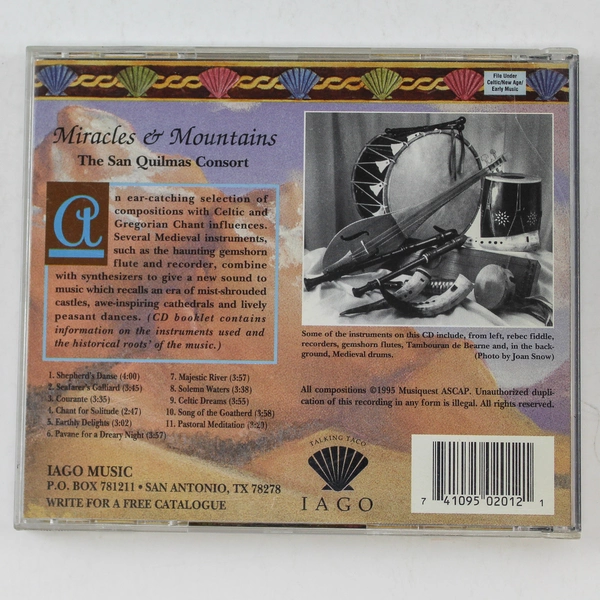 File Under
Celtic/New Age/
Early Music
Miracles & Mountains
The San Quilmas Consort
An ear-catching selection of
compositions with Celtic and
Gregorian Chant influences.
Several Medieval instruments,
such as the haunting gemshorn
flute and recorder, combine
with synthesizers to give a new sound to
music which recalls an era of mist-shrouded
castles, awe-inspiring cathedrals and lively
peasant dances. (CD booklet contains
information on the instruments used and
the historical roots' of the music.)
Some of the instruments on this CD include, from left, rebec fiddle,
recorders, gemshorn flutes, Tambouran de Bearne and, in the back-
ground, Medieval drums.
(Photo by Joan Snow)
1. Shepherd's Danse (4:00)
2. Seafarer's Galliard (3:45)
3. Courante (3:35)
4. Chant for Solitude (2:47)
5. Earthly Delights (3:02)
6. Pavane for a Dreary Night (3:57)
7. Majestic River (3:57)
8. Solemn Waters (3:38)
9. Celtic Dreams (3:55)
10. Song of the Goatherd (3:58)
11. Pastoral Meditation (3:23)
All compositions ©1995 Musiquest ASCAP. Unauthorized dupli-
cation of this recording in any form is illegal. All rights reserved.
IAGO MUSIC
P.O. BOX 781211 • SAN ANTONIO, TX 78278
WRITE FOR A FREE CATALOGUE
TALKING TACO
IAGO
7 41095 02012 1